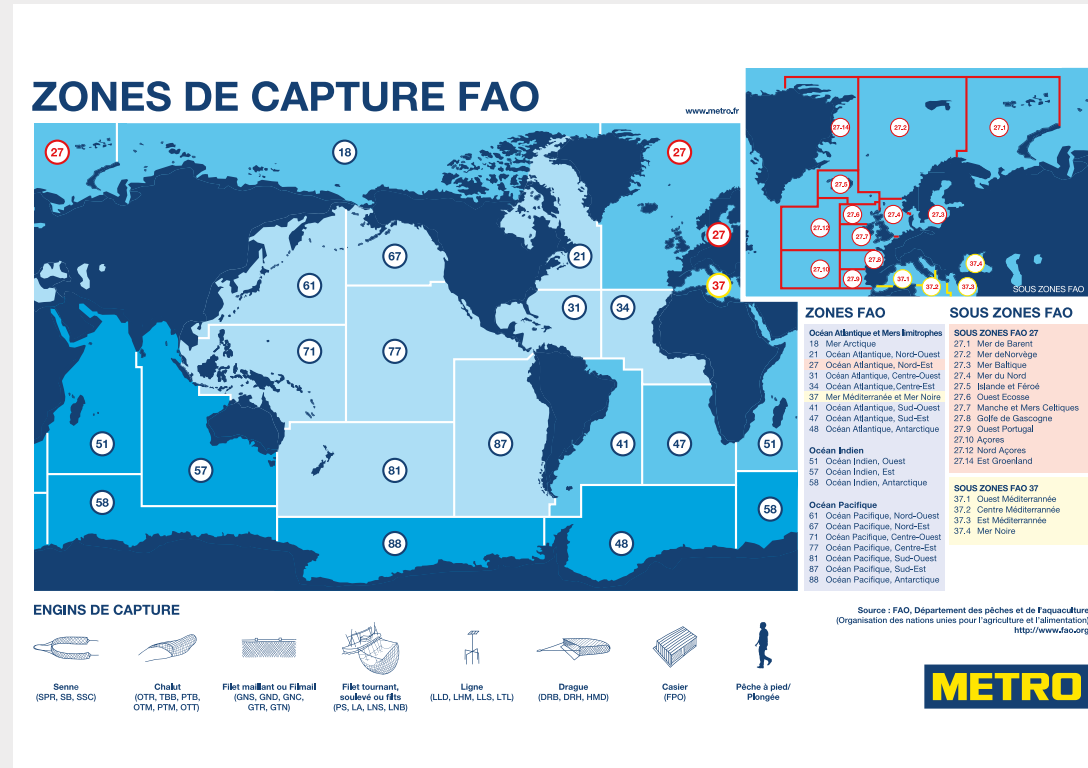 ZONES DE CAPTURE FAO
www.metro.fr
27
18
27
67
21
27
61
37
31
34
71
77
51
57
87
41
47
51
81
58
58
88
48
27.14
27.2
27.1
27.5
27.6
27.4
27.3
27.12
27.7
27.8
27.10
27.9
37.1
37.2
37.3
37.4
SOUS ZONES FAO
ZONES FAO
Océan Atlantique et Mers limitrophes
18 Mer Arctique
21 Océan Atlantique, Nord-Ouest
27 Océan Atlantique, Nord-Est
31 Océan Atlantique, Centre-Ouest
34 Océan Atlantique,Centre-Est
37 Mer Méditerranée et Mer Noire
41 Océan Atlantique, Sud-Ouest
47 Océan Atlantique, Sud-Est
48 Océan Atlantique, Antarctique
Océan Indien
51 Océan Indien, Ouest
57 Océan Indien, Est
58 Océan Indien, Antarctique
Océan Pacifique
61 Océan Pacifique, Nord-Ouest
67 Océan Pacifique, Nord-Est
71 Océan Pacifique, Centre-Ouest
77 Océan Pacifique, Centre-Est
81 Océan Pacifique, Sud-Ouest
87 Océan Pacifique, Sud-Est
88 Océan Pacifique, Antarctique
SOUS ZONES FAO
SOUS ZONES FAO 27
27.1 Mer de Barent
27.2 Mer deNorvège
27.3 Mer Baltique
27.4 Mer du Nord
27.5 Islande et Féroé
27.6 Ouest Ecosse
27.7 Manche et Mers Celtiques
27.8 Golfe de Gascogne
27.9 Ouest Portugal
27.10 Açores
27.12 Nord Açores
27.14 Est Groenland
SOUS ZONES FAO 37
37.1 Ouest Méditerrannée
37.2 Centre Méditerrannée
37.3 Est Méditerrannée
37.4 Mer Noire
ENGINS DE CAPTURE
Senne
(SPR, SB, SSC)
Chalut
(OTR, TBB, PTB,
OTM, PTM, OTT)
Filet maillant ou Filmail
(GNS, GND, GNC,
GTR, GTN)
Filet tournant,
soulevé ou filts
(PS, LA, LNS, LNB)
Ligne
(LLD, LHM, LLS, LTL)
Drague
(DRB, DRH, HMD)
Casier
(FPO)
Pêche à pied/
Plongée
Source : FAO, Département des pêches et de l'aquaculture
(Organisation des nations unies pour l'agriculture et l'alimentation)
http://www.fao.org
METRO